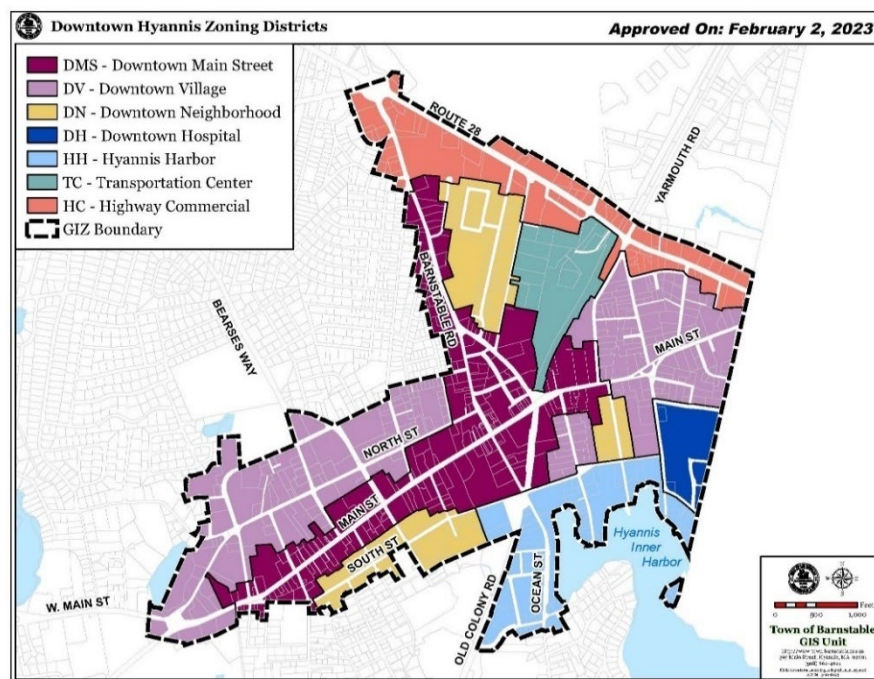 Downtown Hyannis Zoning Districts
Approved On: February 2, 2023
DMS - Downtown Main Street
DV - Downtown Village
DN - Downtown Neighborhood
DH - Downtown Hospital
HH - Hyannis Harbor
TC - Transportation Center
HC - Highway Commercial
GIZ Boundary
ROUTE 28
YARMOUTH RD
BARNSTABLE RD
BEARSES WAY
MAIN ST
NORTH ST
MAIN ST
SOUTH ST
Hyannis
Inner
Harbor
W. MAIN ST
OLD COLONY RD
OCEAN ST
0 500 1,000
Feet
Town of Barnstable
GIS Unit